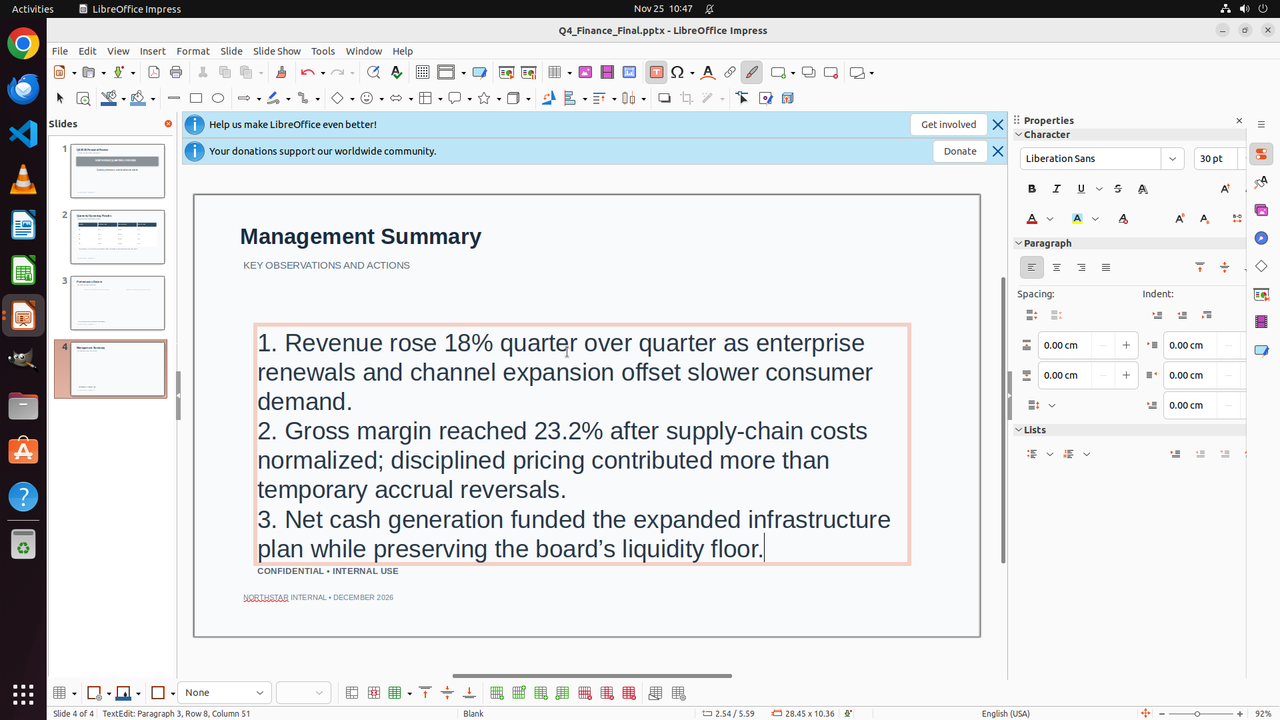 Activities
LibreOffice Impress
Nov 25 10:47
Q4_Finance_Final.pptx - LibreOffice Impress
File Edit View Insert Format Slide Slide Show Tools Window Help
Slides
Help us make LibreOffice even better!
Get involved
Your donations support our worldwide community.
Donate
1
2
3
4
Management Summary
KEY OBSERVATIONS AND ACTIONS
1. Revenue rose 18% quarter over quarter as enterprise
renewals and channel expansion offset slower consumer
demand.
2. Gross margin reached 23.2% after supply-chain costs
normalized; disciplined pricing contributed more than
temporary accrual reversals.
3. Net cash generation funded the expanded infrastructure
plan while preserving the board’s liquidity floor.
CONFIDENTIAL • INTERNAL USE
NORTHSTAR INTERNAL • DECEMBER 2026
Properties
Character
Liberation Sans
30 pt
Paragraph
Spacing:
Indent:
0.00 cm
0.00 cm
0.00 cm
0.00 cm
0.00 cm
Lists
None
Slide 4 of 4
TextEdit: Paragraph 3, Row 8, Column 51
Blank
2.54 / 5.59
28.45 x 10.36
English (USA)
92%